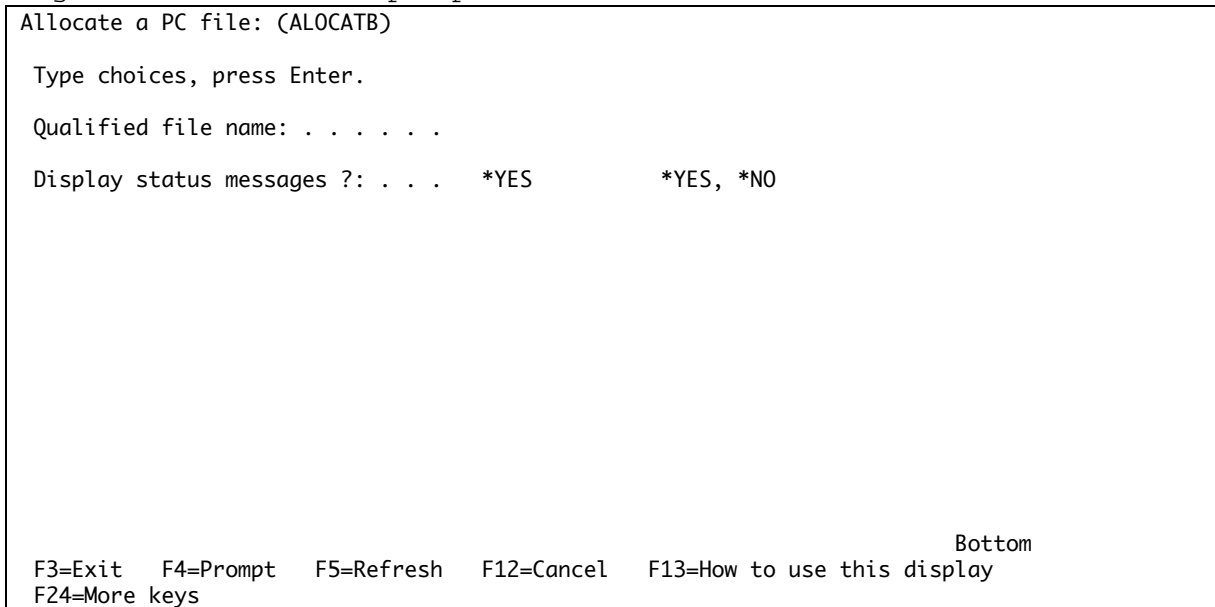 Allocate a PC file: (ALOCATB)
Type choices, press Enter.
Qualified file name: . . . . . .
Display status messages ?: . . .   *YES   *YES, *NO
Bottom
F3=Exit   F4=Prompt   F5=Refresh   F12=Cancel   F13=How to use this display
F24=More keys